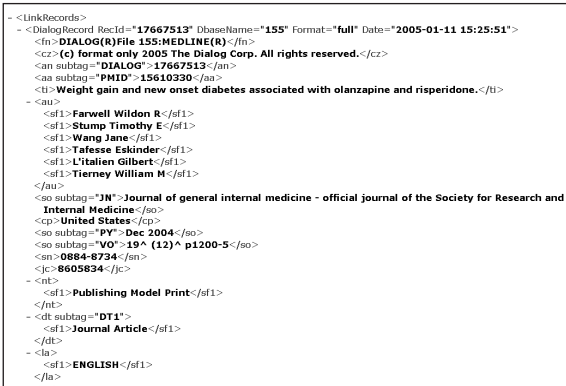 - <LinkRecords>
- <DialogRecord RecId="17667513" DbaseName="155" Format="full" Date="2005-01-11 15:25:51">
<fn>DIALOG(R)File 155:MEDLINE(R)</fn>
<cz>(c) format only 2005 The Dialog Corp. All rights reserved.</cz>
<an subtag="DIALOG">17667513</an>
<aa subtag="PMID">15610330</aa>
<ti>Weight gain and new onset diabetes associated with olanzapine and risperidone.</ti>
- <au>
<sf1>Farwell Wildon R</sf1>
<sf1>Stump Timothy E</sf1>
<sf1>Wang Jane</sf1>
<sf1>Tafesse Eskinder</sf1>
<sf1>L'italien Gilbert</sf1>
<sf1>Tierney William M</sf1>
</au>
<so subtag="JN">Journal of general internal medicine - official journal of the Society for Research and
Internal Medicine</so>
<cp>United States</cp>
<so subtag="PY">Dec 2004</so>
<so subtag="VO">19^ (12)^ p1200-5</so>
<sn>0884-8734</sn>
<jc>8605834</jc>
- <nt>
<sf1>Publishing Model Print</sf1>
</nt>
- <dt subtag="DT1">
<sf1>Journal Article</sf1>
</dt>
- <la>
<sf1>ENGLISH</sf1>
</la>